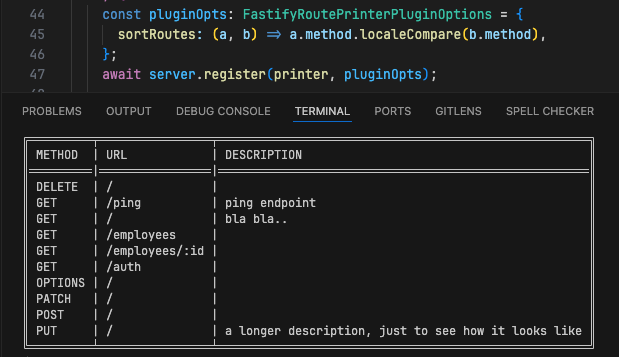 44 const pluginOpts: FastifyRoutePrinterPluginOptions = {
45 sortRoutes: (a, b) => a.method.localeCompare(b.method),
46 };
47 await server.register(printer, pluginOpts);
PROBLEMS OUTPUT DEBUG CONSOLE TERMINAL PORTS GITLENS SPELL CHECKER
METHOD URL DESCRIPTION
DELETE /
GET /ping ping endpoint
GET / bla bla..
GET /employees
GET /employees/:id
GET /auth
OPTIONS /
PATCH /
POST /
PUT / a longer description, just to see how it looks like